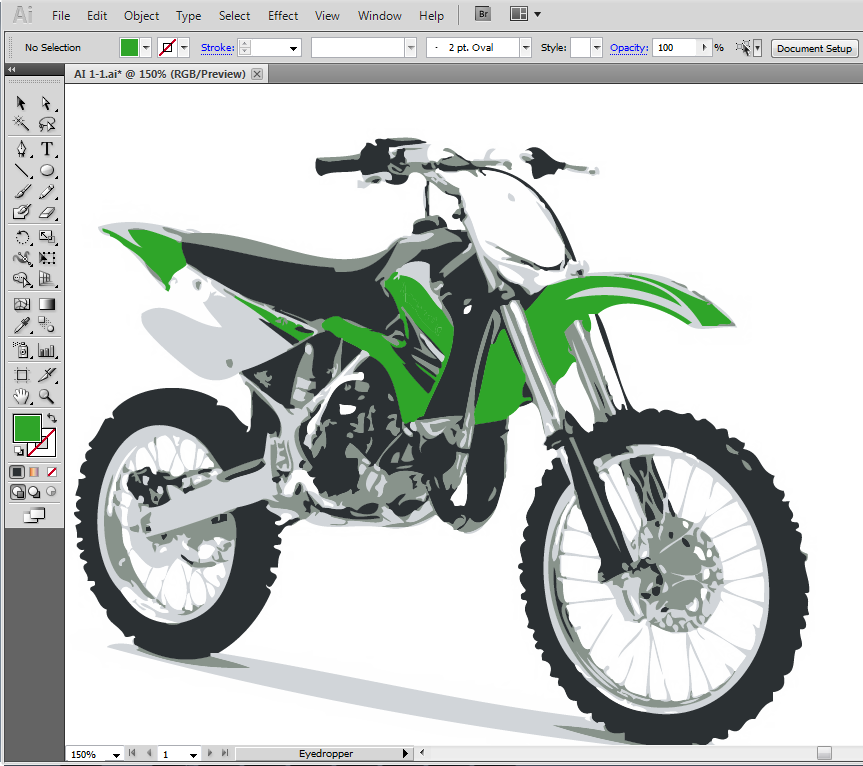 Ai File Edit Object Type Select Effect View Window Help Br
No Selection Stroke: 2 pt. Oval Style: Opacity: 100 % Document Setup
AI 1-1.ai* @ 150% (RGB/Preview)
T
150% 1 Eyedropper